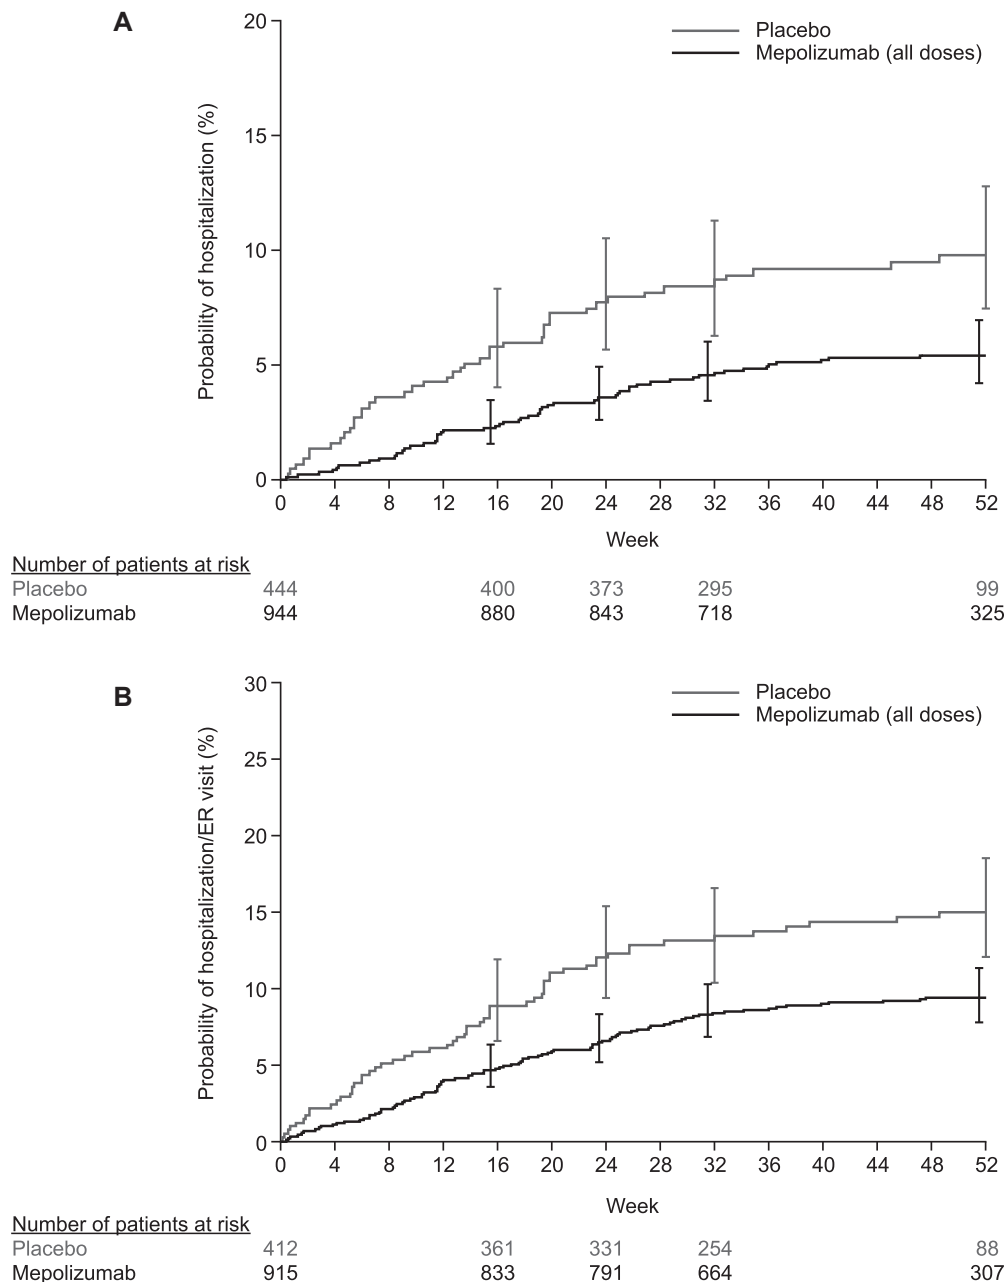 A
Placebo
Mepolizumab (all doses)
Probability of hospitalization (%)
20
15
10
5
0
0 4 8 12 16 20 24 28 32 36 40 44 48 52
Week
Number of patients at risk
Placebo 444 400 373 295 99
Mepolizumab 944 880 843 718 325
B
Placebo
Mepolizumab (all doses)
Probability of hospitalization/ER visit (%)
30
25
20
15
10
5
0
0 4 8 12 16 20 24 28 32 36 40 44 48 52
Week
Number of patients at risk
Placebo 412 361 331 254 88
Mepolizumab 915 833 791 664 307